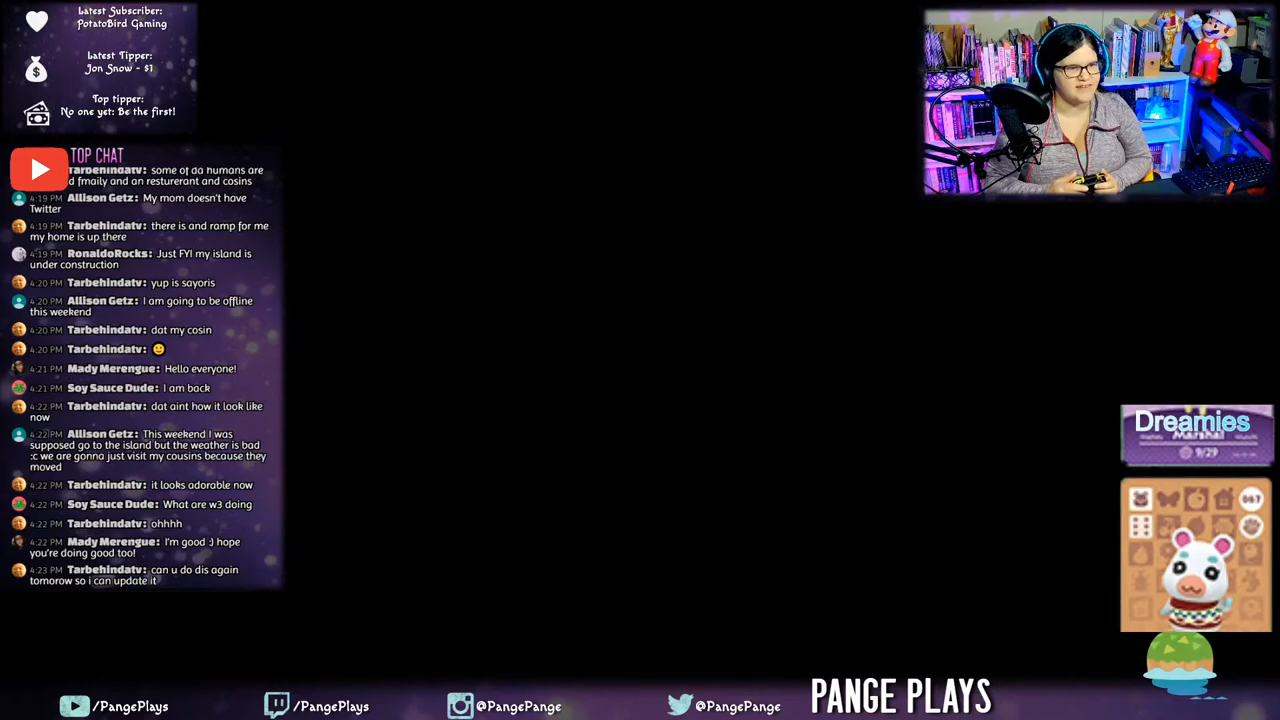 Latest Subscriber:
PotatoBird Gaming
Latest Tipper:
Jon Snow - $1
Top tipper:
No one yet: Be the first!
TOP CHAT
Tarbehindatv: some of da humans are
fmaily and an resturerant and cosins
4:19 PM Allison Getz: My mom doesn't have
Twitter
4:19 PM Tarbehindatv: there is and ramp for me
my home is up there
4:19 PM RonaldoRocks: Just FYI my island is
under construction
4:20 PM Tarbehindatv: yup is sayoris
4:20 PM Allison Getz: I am going to be offline
this weekend
4:20 PM Tarbehindatv: dat my cosin
4:20 PM Tarbehindatv: 🙂
4:21 PM Mady Merengue: Hello everyone!
4:21 PM Soy Sauce Dude: I am back
4:22 PM Tarbehindatv: dat aint how it look like
now
4:22 PM Allison Getz: This weekend I was
supposed go to the island but the weather is bad
:c we are gonna just visit my cousins because they
moved
4:22 PM Tarbehindatv: it looks adorable now
4:22 PM Soy Sauce Dude: What are w3 doing
4:22 PM Tarbehindatv: ohhhh
4:22 PM Mady Merengue: I'm good :) hope
you're doing good too!
4:23 PM Tarbehindatv: can u do dis again
tomorow so i can update it
Dreamies
Marshal
9/29
067
/PangePlays
/PangePlays
@PangePange
@PangePange
PANGE PLAYS